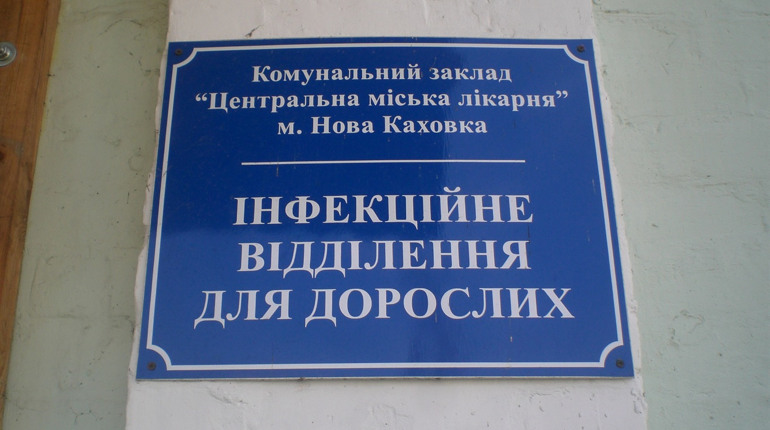 Комунальний заклад
“Центральна міська лікарня”
м. Нова Каховка
ІНФЕКЦІЙНЕ
ВІДДІЛЕННЯ
ДЛЯ ДОРОСЛИХ